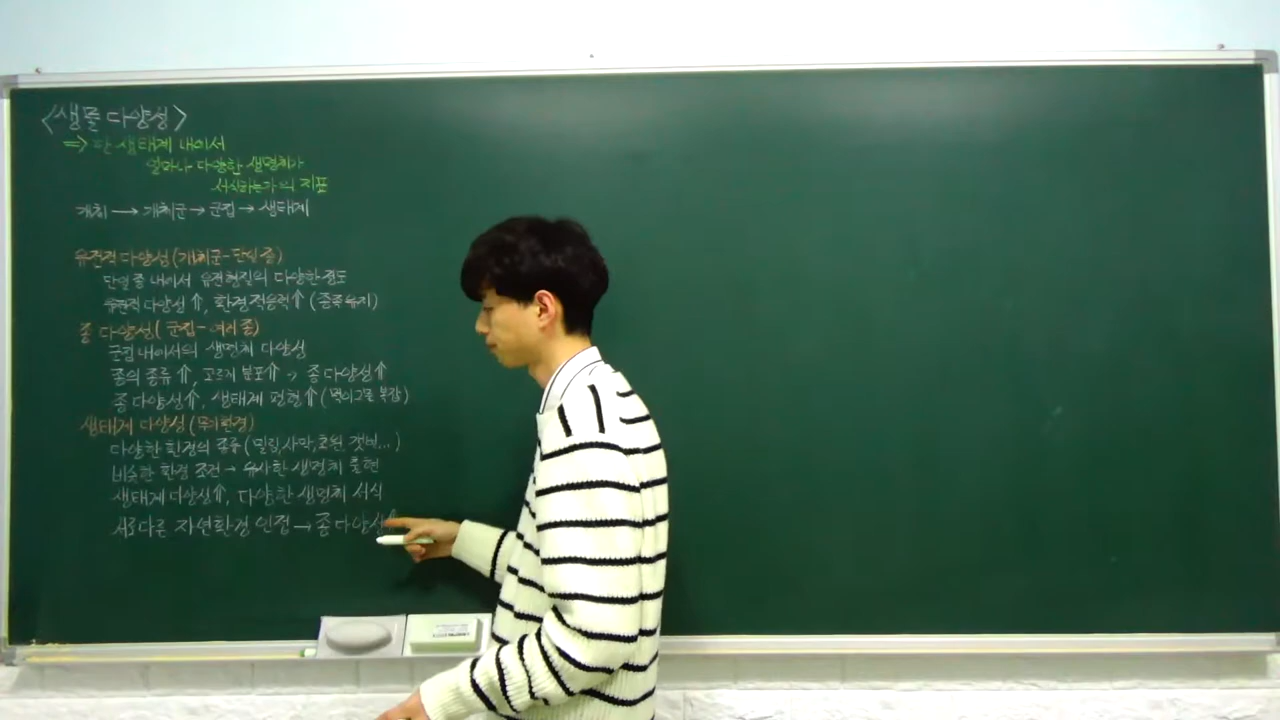 <생물 다양성>
⇒ 한 생태계 내에서
얼마나 다양한 생명체가
서식하는가의 지표
개체 → 개체군 → 군집 → 생태계
유전적 다양성 (개체군-단일 종)
단일 종 내에서 유전형질의 다양한 정도
유전적 다양성⇑, 환경적응력⇑ (종족유지)
종 다양성 (군집-여러 종)
군집 내에서의 생명체 다양성
종의 종류⇑, 고르게 분포⇑ → 종 다양성⇑
종 다양성⇑, 생태계 평형⇑ (먹이그물 복잡)
생태계 다양성 (무기환경)
다양한 환경의 종류 (밀림,사막,초원,갯벌...)
비슷한 환경 조건 → 유사한 생명체 출현
생태계 다양성⇑, 다양한 생명체 서식
서로다른 자연환경 인접 → 종 다양성⇑